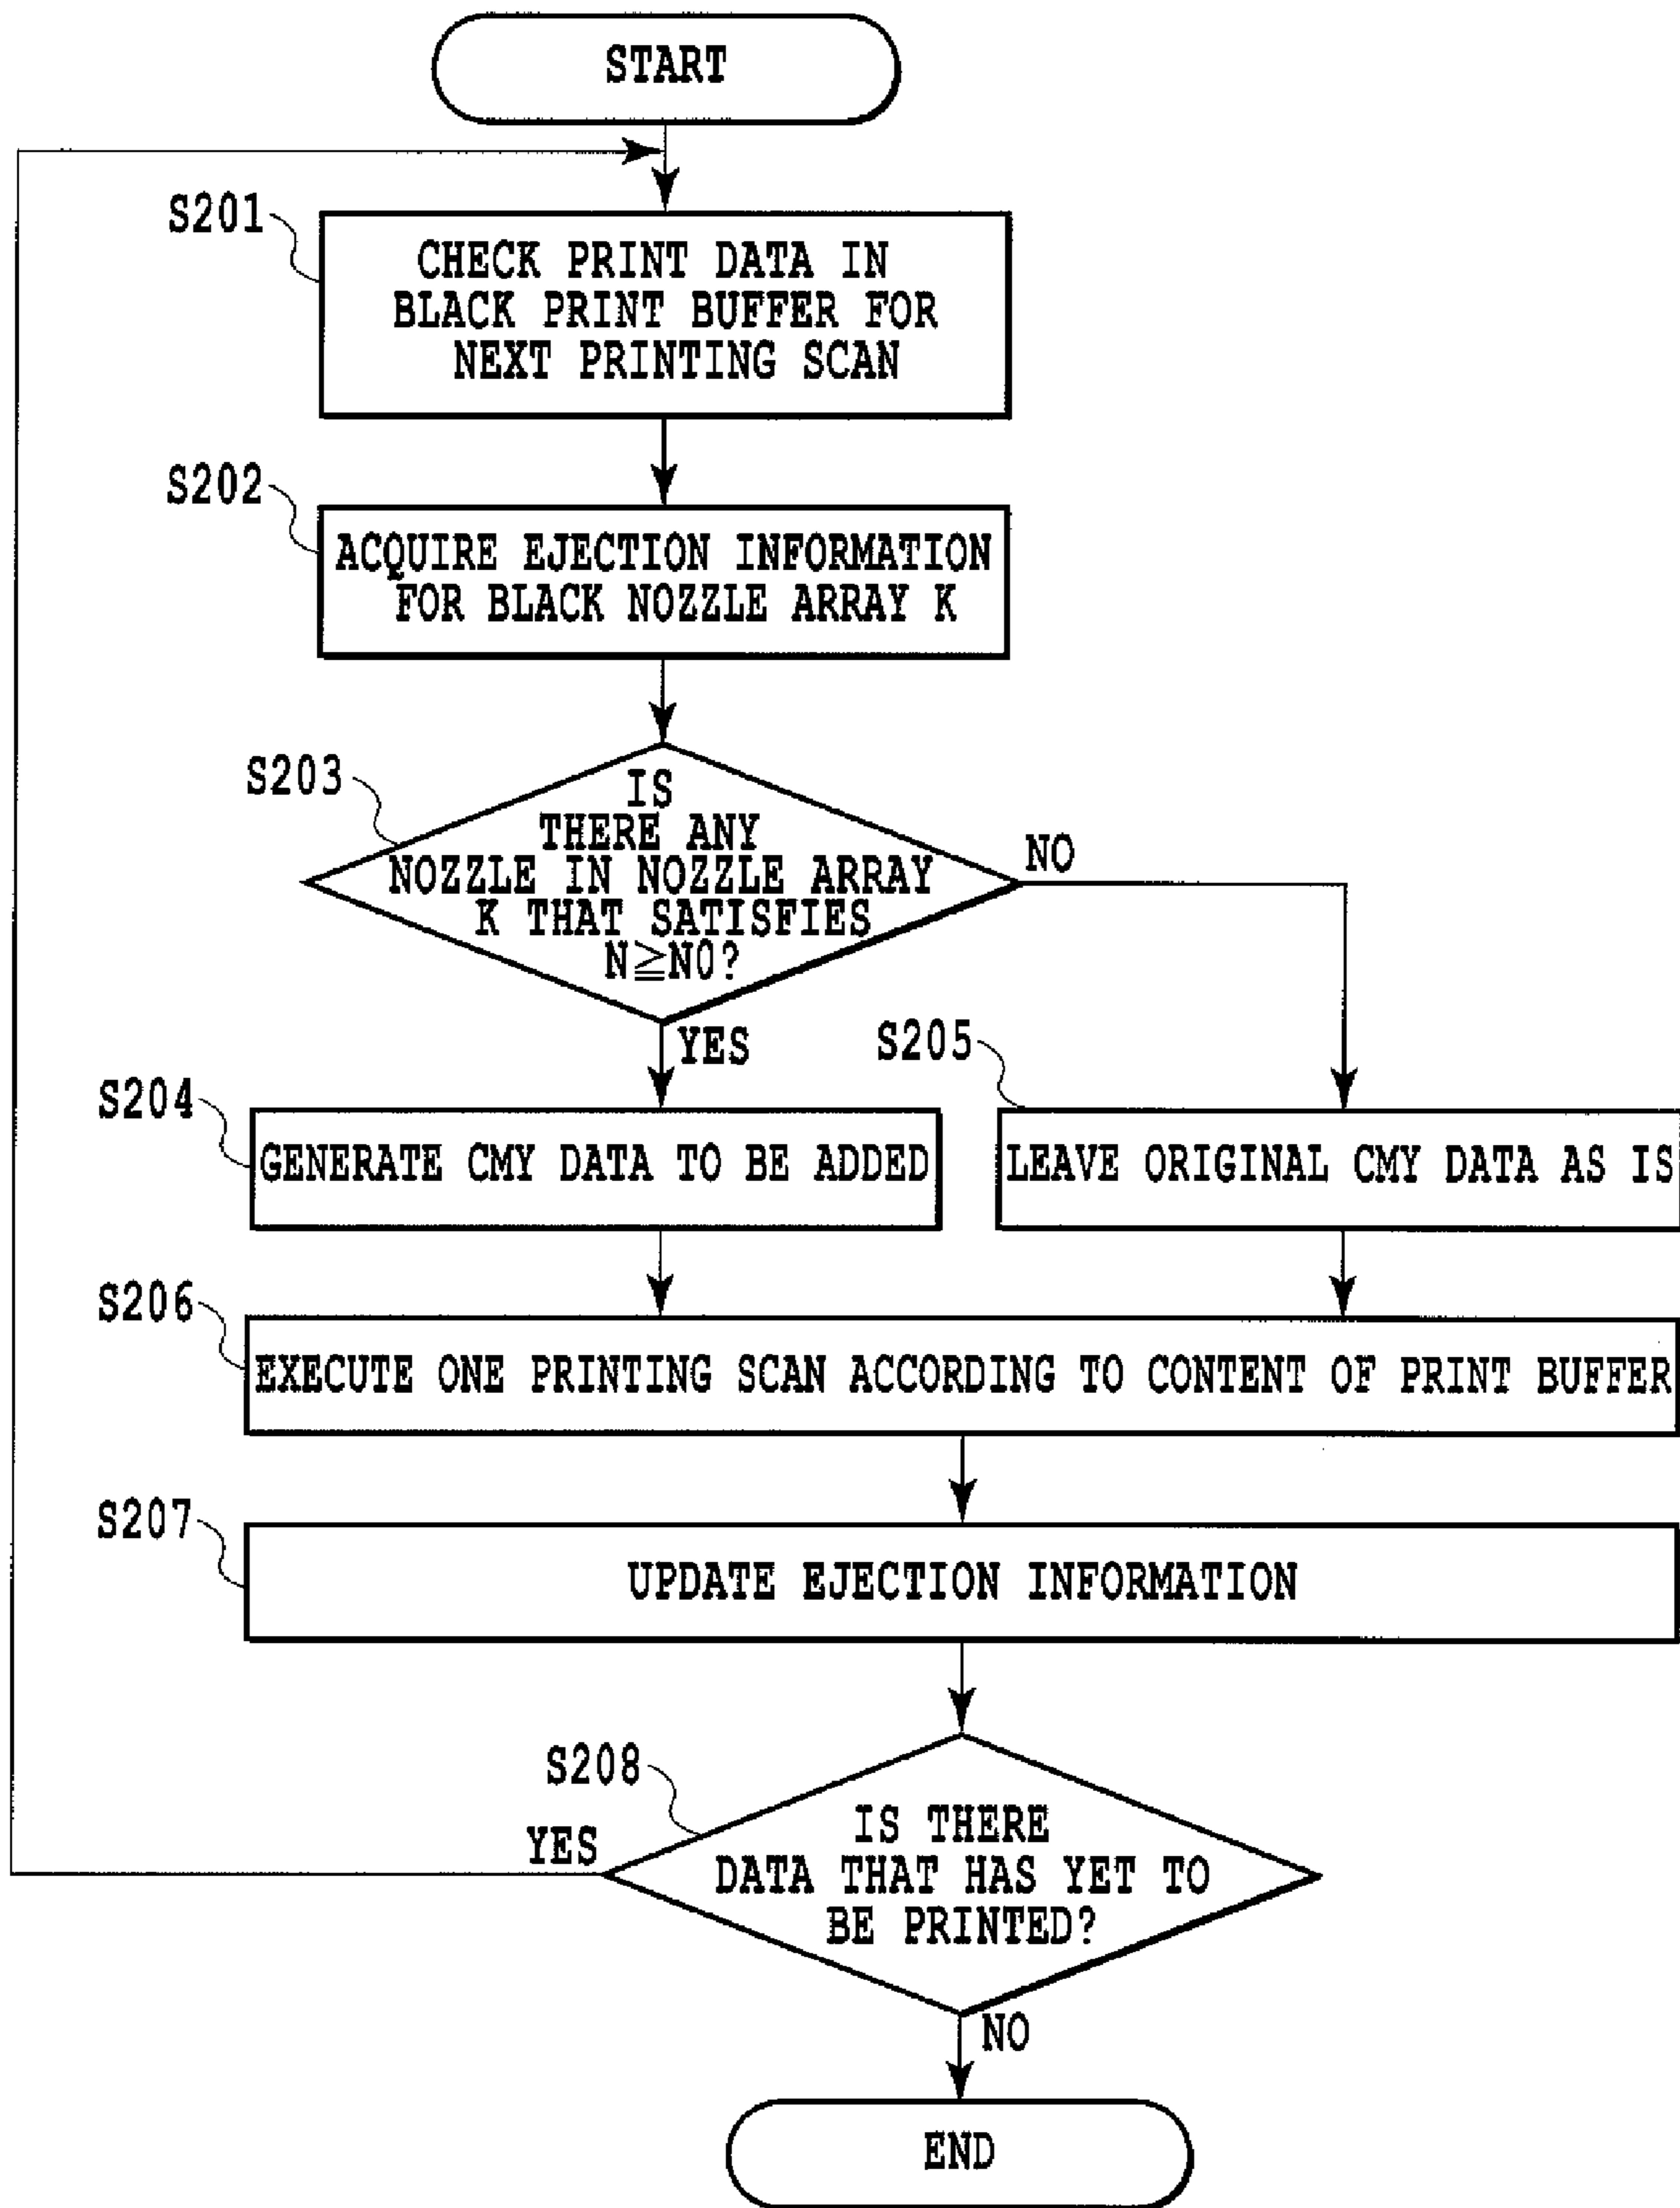 START
S201
CHECK PRINT DATA IN
BLACK PRINT BUFFER FOR
NEXT PRINTING SCAN
S202
ACQUIRE EJECTION INFORMATION
FOR BLACK NOZZLE ARRAY K
S203
IS
THERE ANY
NOZZLE IN NOZZLE ARRAY
K THAT SATISFIES
N≧N0?
NO
YES
S204
GENERATE CMY DATA TO BE ADDED
S205
LEAVE ORIGINAL CMY DATA AS IS
S206
EXECUTE ONE PRINTING SCAN ACCORDING TO CONTENT OF PRINT BUFFER
S207
UPDATE EJECTION INFORMATION
S208
IS THERE
DATA THAT HAS YET TO
BE PRINTED?
YES
NO
END